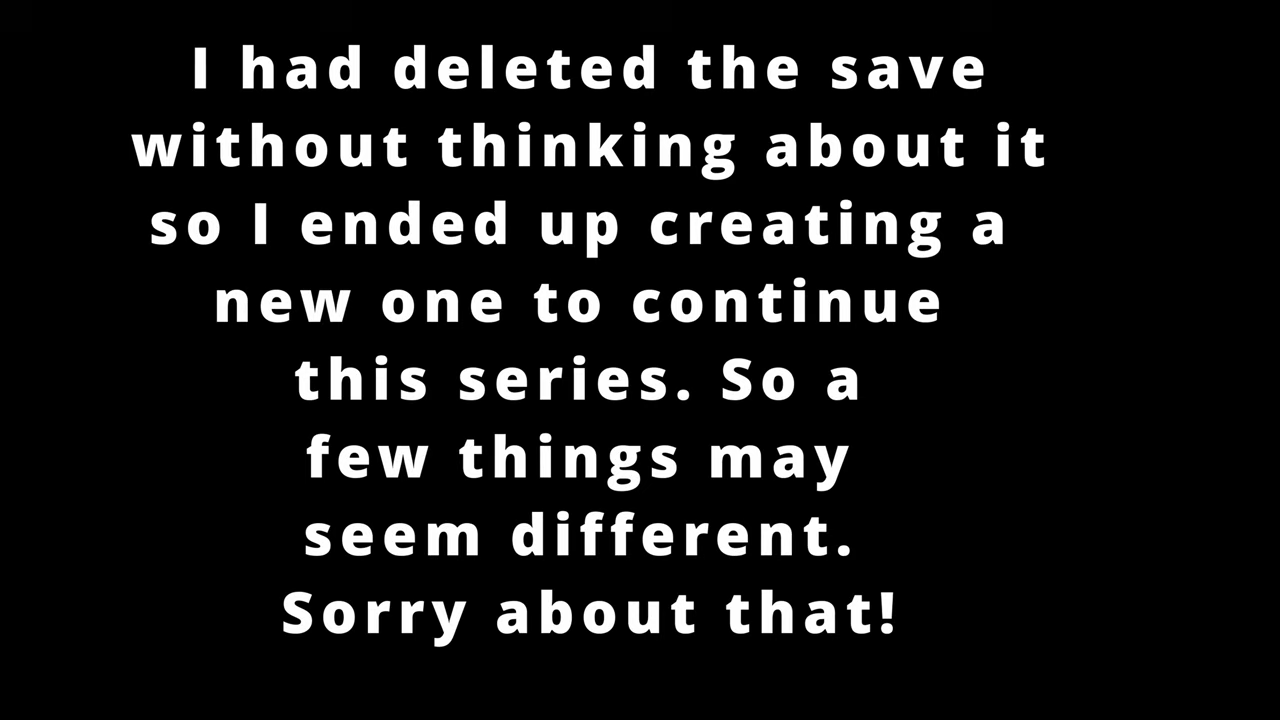 I had deleted the save
without thinking about it
so I ended up creating a
new one to continue
this series. So a
few things may
seem different.
Sorry about that!